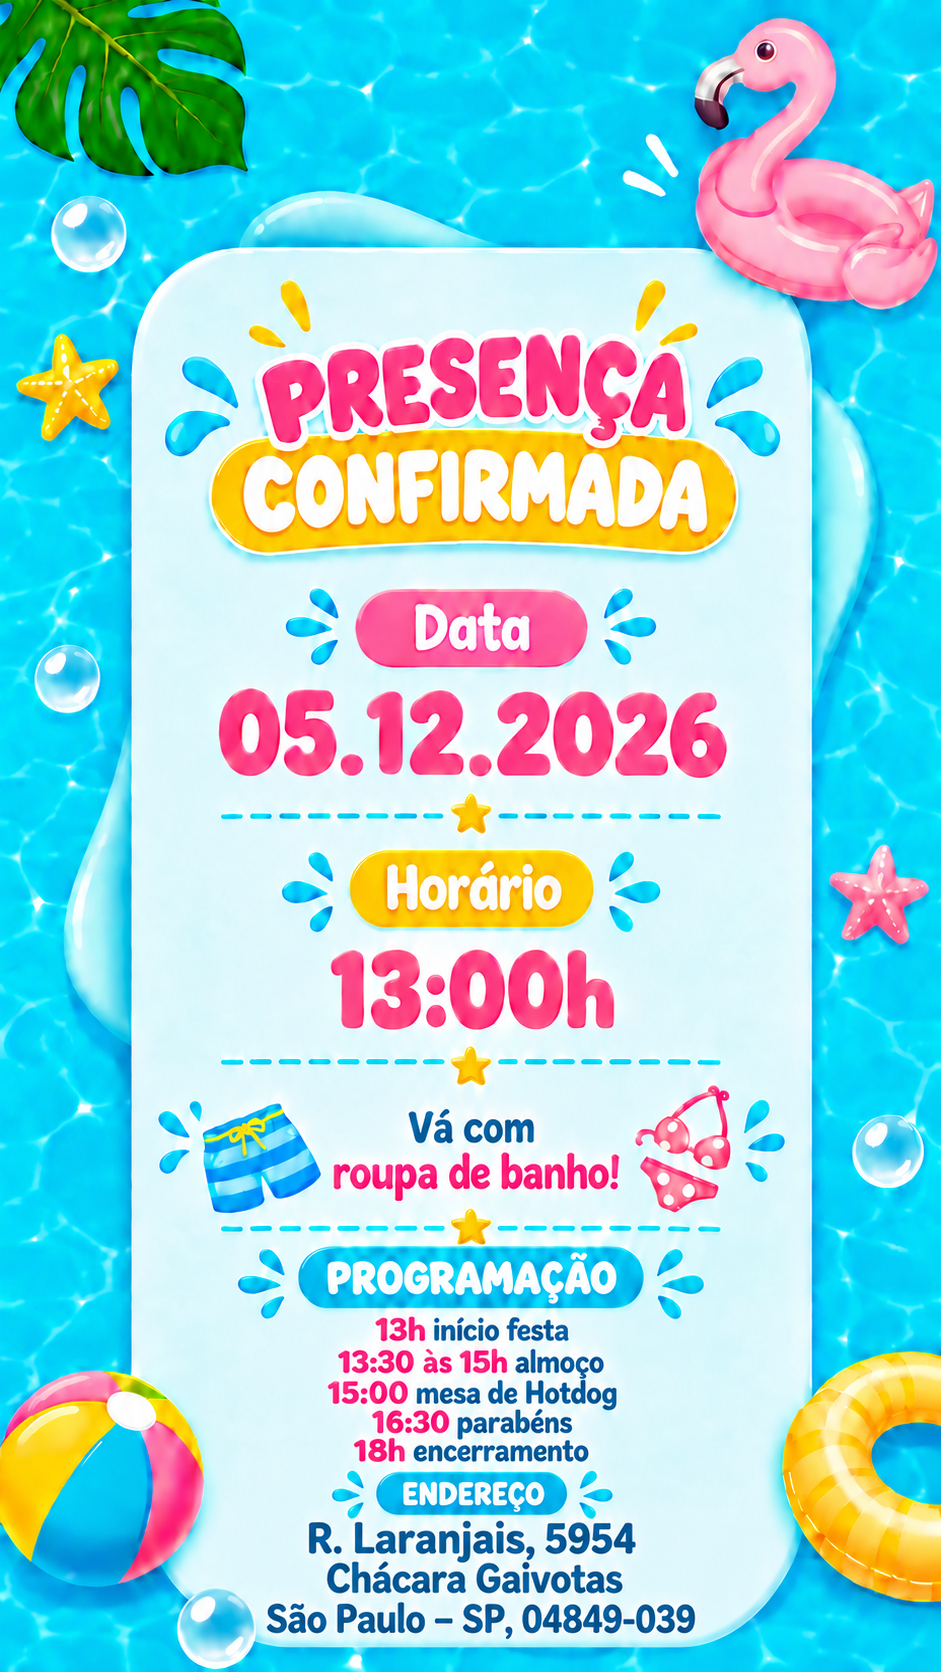 PRESENÇA
CONFIRMADA
Data
05.12.2026
Horário
13:00h
Vá com
roupa de banho!
PROGRAMAÇÃO
13h início festa
13:30 às 15h almoço
15:00 mesa de Hotdog
16:30 parabéns
18h encerramento
ENDEREÇO
R. Laranjais, 5954
Chácara Gaivotas
São Paulo – SP, 04849-039